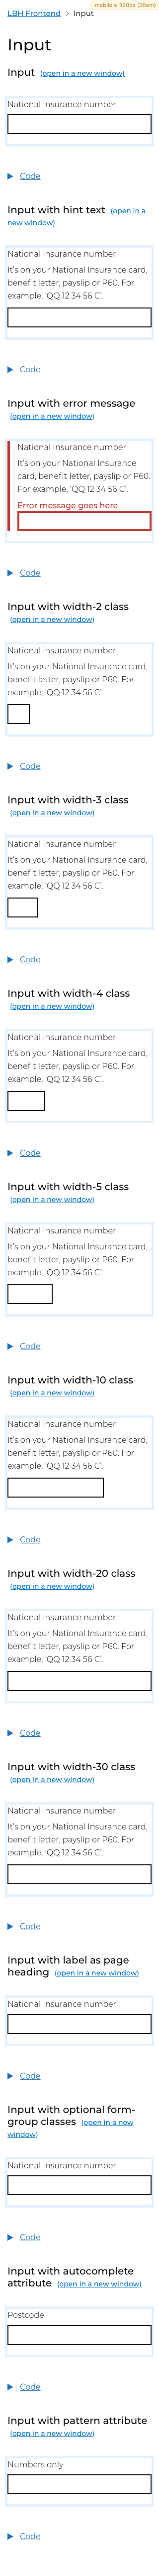 mobile a 320px (20em)
LBH Frontend > Input
Input
Input (open in a new window)
National Insurance number
Code
Input with hint text (open in a
new window)
National insurance number
It’s on your National Insurance card,
benefit letter, payslip or P60. For
example, ‘QQ 12 34 56 C’.
Code
Input with error message
(open in a new window)
National Insurance number
It’s on your National Insurance
card, benefit letter, payslip or P60.
For example, ‘QQ 12 34 56 C’.
Error message goes here
Code
Input with width-2 class
(open in a new window)
National insurance number
It’s on your National Insurance card,
benefit letter, payslip or P60. For
example, ‘QQ 12 34 56 C’.
Code
Input with width-3 class
(open in a new window)
National insurance number
It’s on your National Insurance card,
benefit letter, payslip or P60. For
example, ‘QQ 12 34 56 C’.
Code
Input with width-4 class
(open in a new window)
National insurance number
It’s on your National Insurance card,
benefit letter, payslip or P60. For
example, ‘QQ 12 34 56 C’.
Code
Input with width-5 class
(open in a new window)
National insurance number
It’s on your National Insurance card,
benefit letter, payslip or P60. For
example, ‘QQ 12 34 56 C’.
Code
Input with width-10 class
(open in a new window)
National insurance number
It’s on your National Insurance card,
benefit letter, payslip or P60. For
example, ‘QQ 12 34 56 C’.
Code
Input with width-20 class
(open in a new window)
National insurance number
It’s on your National Insurance card,
benefit letter, payslip or P60. For
example, ‘QQ 12 34 56 C’.
Code
Input with width-30 class
(open in a new window)
National insurance number
It’s on your National Insurance card,
benefit letter, payslip or P60. For
example, ‘QQ 12 34 56 C’.
Code
Input with label as page
heading (open in a new window)
National Insurance number
Code
Input with optional form-
group classes (open in a new
window)
National Insurance number
Code
Input with autocomplete
attribute (open in a new window)
Postcode
Code
Input with pattern attribute
(open in a new window)
Numbers only
Code